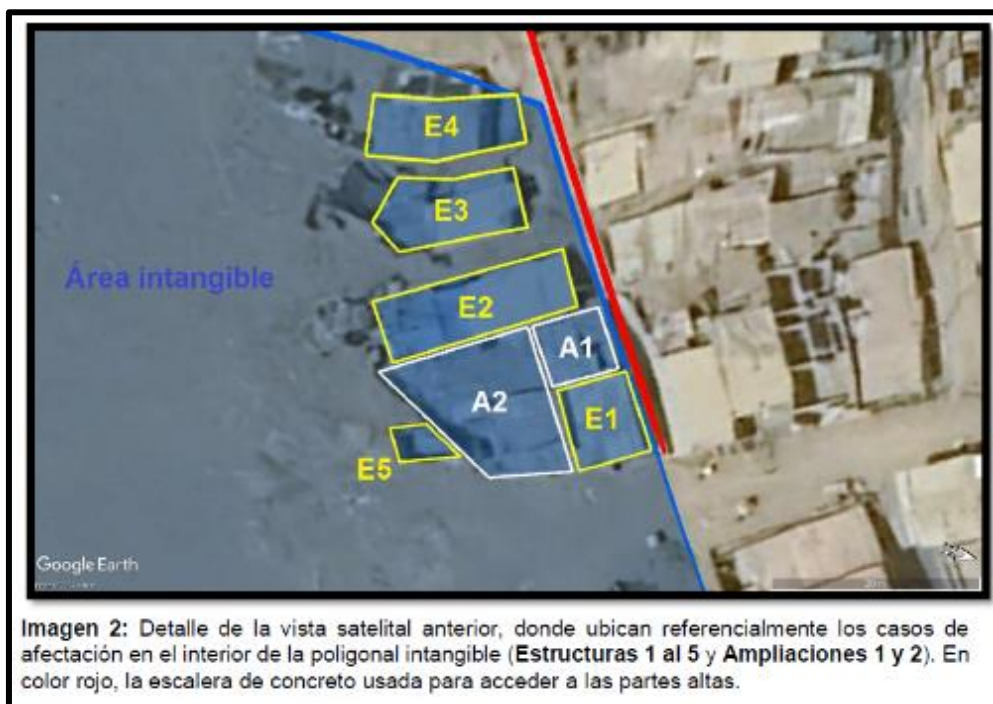 E4
E3
Área intangible
E2
A1
A2
E1
E5
Google Earth
Imagen 2: Detalle de la vista satelital anterior, donde ubican referencialmente los casos de
afectación en el interior de la poligonal intangible (Estructuras 1 al 5 y Ampliaciones 1 y 2). En
color rojo, la escalera de concreto usada para acceder a las partes altas.